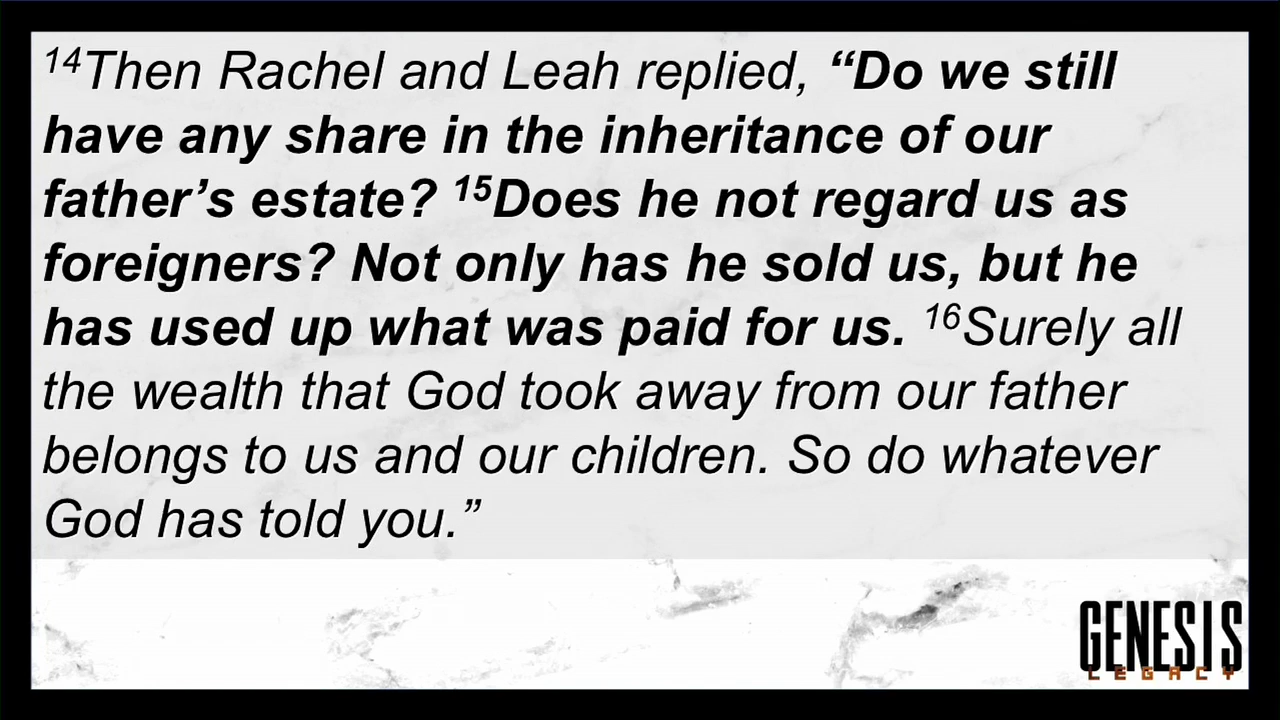 14Then Rachel and Leah replied, “Do we still
have any share in the inheritance of our
father’s estate? 15Does he not regard us as
foreigners? Not only has he sold us, but he
has used up what was paid for us. 16Surely all
the wealth that God took away from our father
belongs to us and our children. So do whatever
God has told you.”
GENESIS
LEGACY